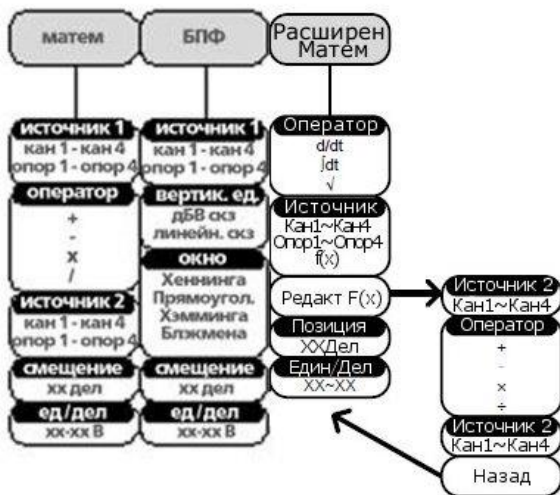 матем
источник 1
кан 1 - кан 4
опор 1 - опор 4
оператор
+
-
x
/
источник 2
кан 1 - кан 4
опор 1 - опор 4
смещение
xx дел
ед/дел
xx-xx В
БПФ
источник 1
кан 1 - кан 4
опор 1 - опор 4
вертик. ед.
дБВ скз
линейн. скз
окно
Хеннинга
Прямоугол.
Хэмминга
Блэкмена
смещение
xx дел
ед/дел
xx-xx В
Расширен
Матем
Оператор
d/dt
∫dt
√
Источник
Кан1~Кан4
Опор1~Опор4
f(x)
Редакт F(x)
Позиция
XXДел
Един/Дел
XX~XX
Источник 2
Кан1~Кан4
Оператор
+
-
×
÷
Источник 2
Кан1~Кан4
Назад